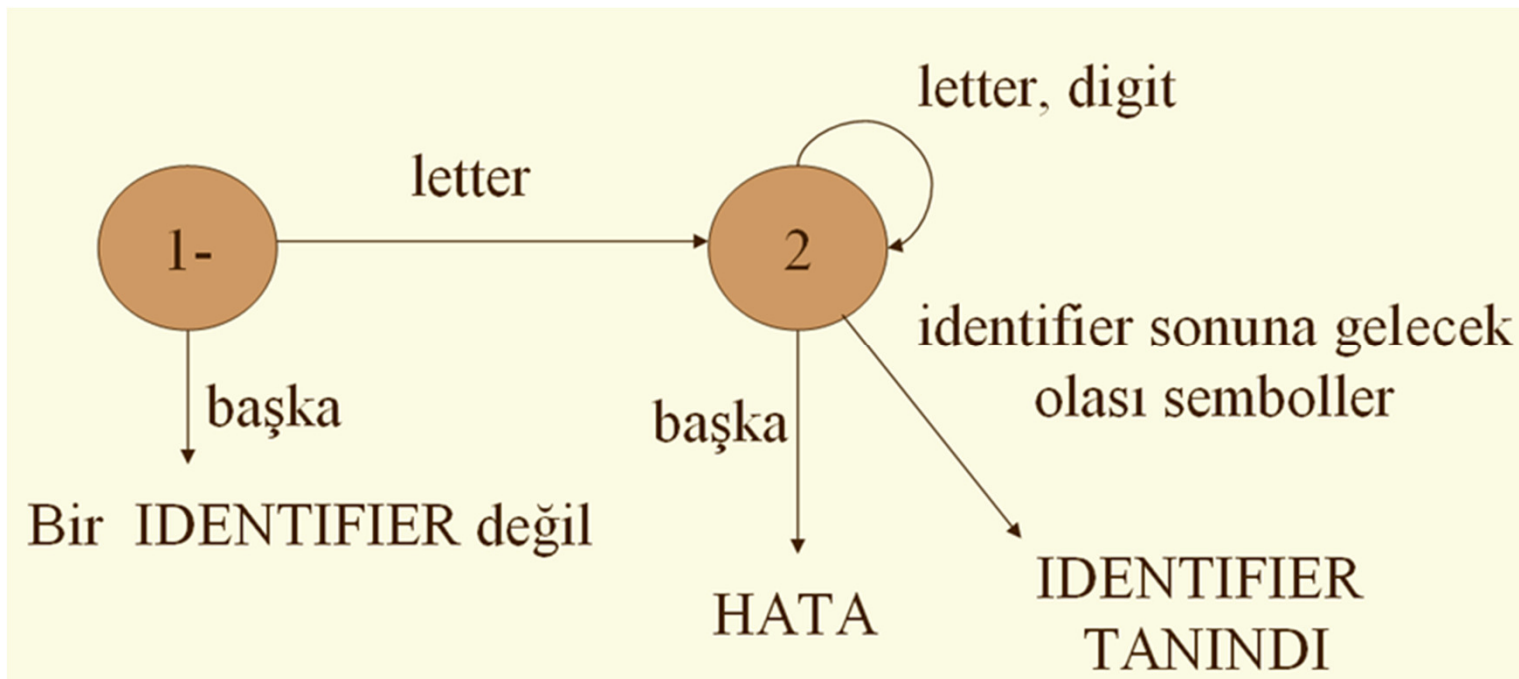 letter, digit
letter
1-
2
identifier sonuna gelecek
olası semboller
başka
başka
Bir IDENTIFIER değil
HATA
IDENTIFIER
TANINDI